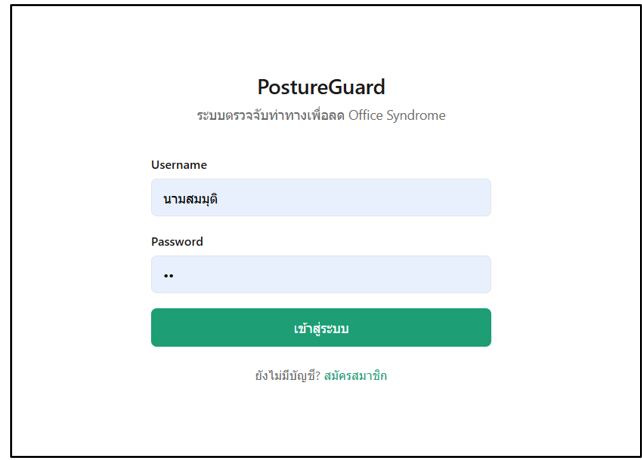 PostureGuard
ระบบตรวจจับท่าทางเพื่อลด Office Syndrome
Username
นามสมมุติ
Password
••
เข้าสู่ระบบ
ยังไม่มีบัญชี? สมัครสมาชิก